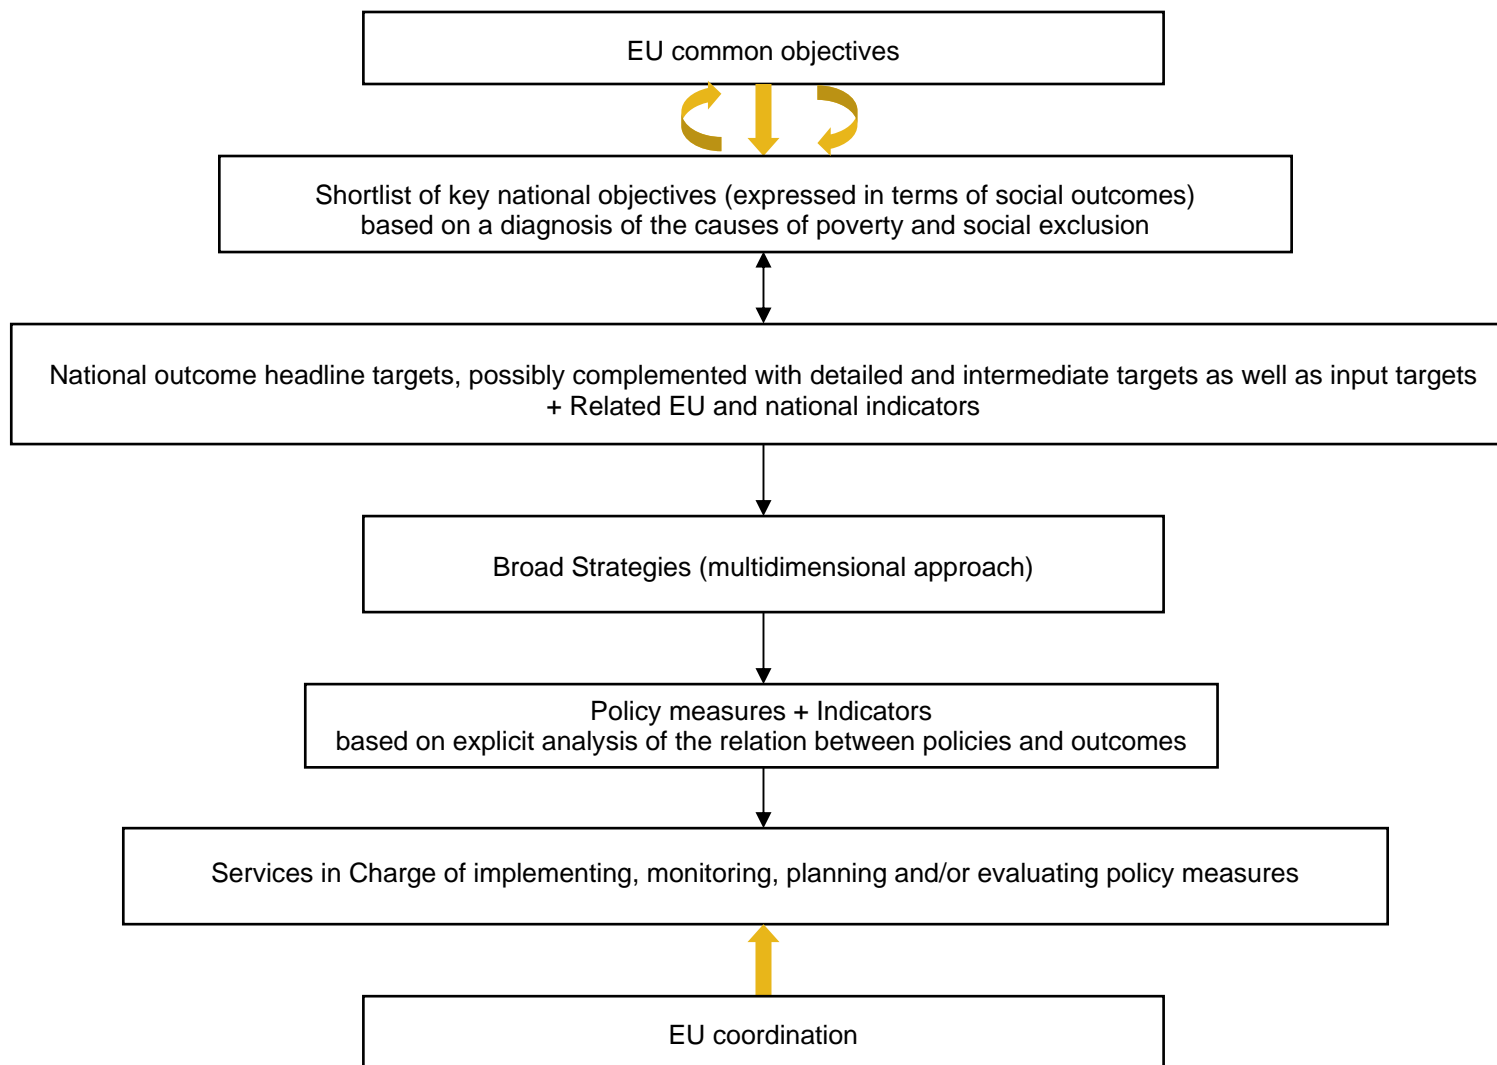 EU common objectives
Shortlist of key national objectives (expressed in terms of social outcomes)
based on a diagnosis of the causes of poverty and social exclusion
National outcome headline targets, possibly complemented with detailed and intermediate targets as well as input targets
+ Related EU and national indicators
Broad Strategies (multidimensional approach)
Policy measures + Indicators
based on explicit analysis of the relation between policies and outcomes
Services in Charge of implementing, monitoring, planning and/or evaluating policy measures
EU coordination